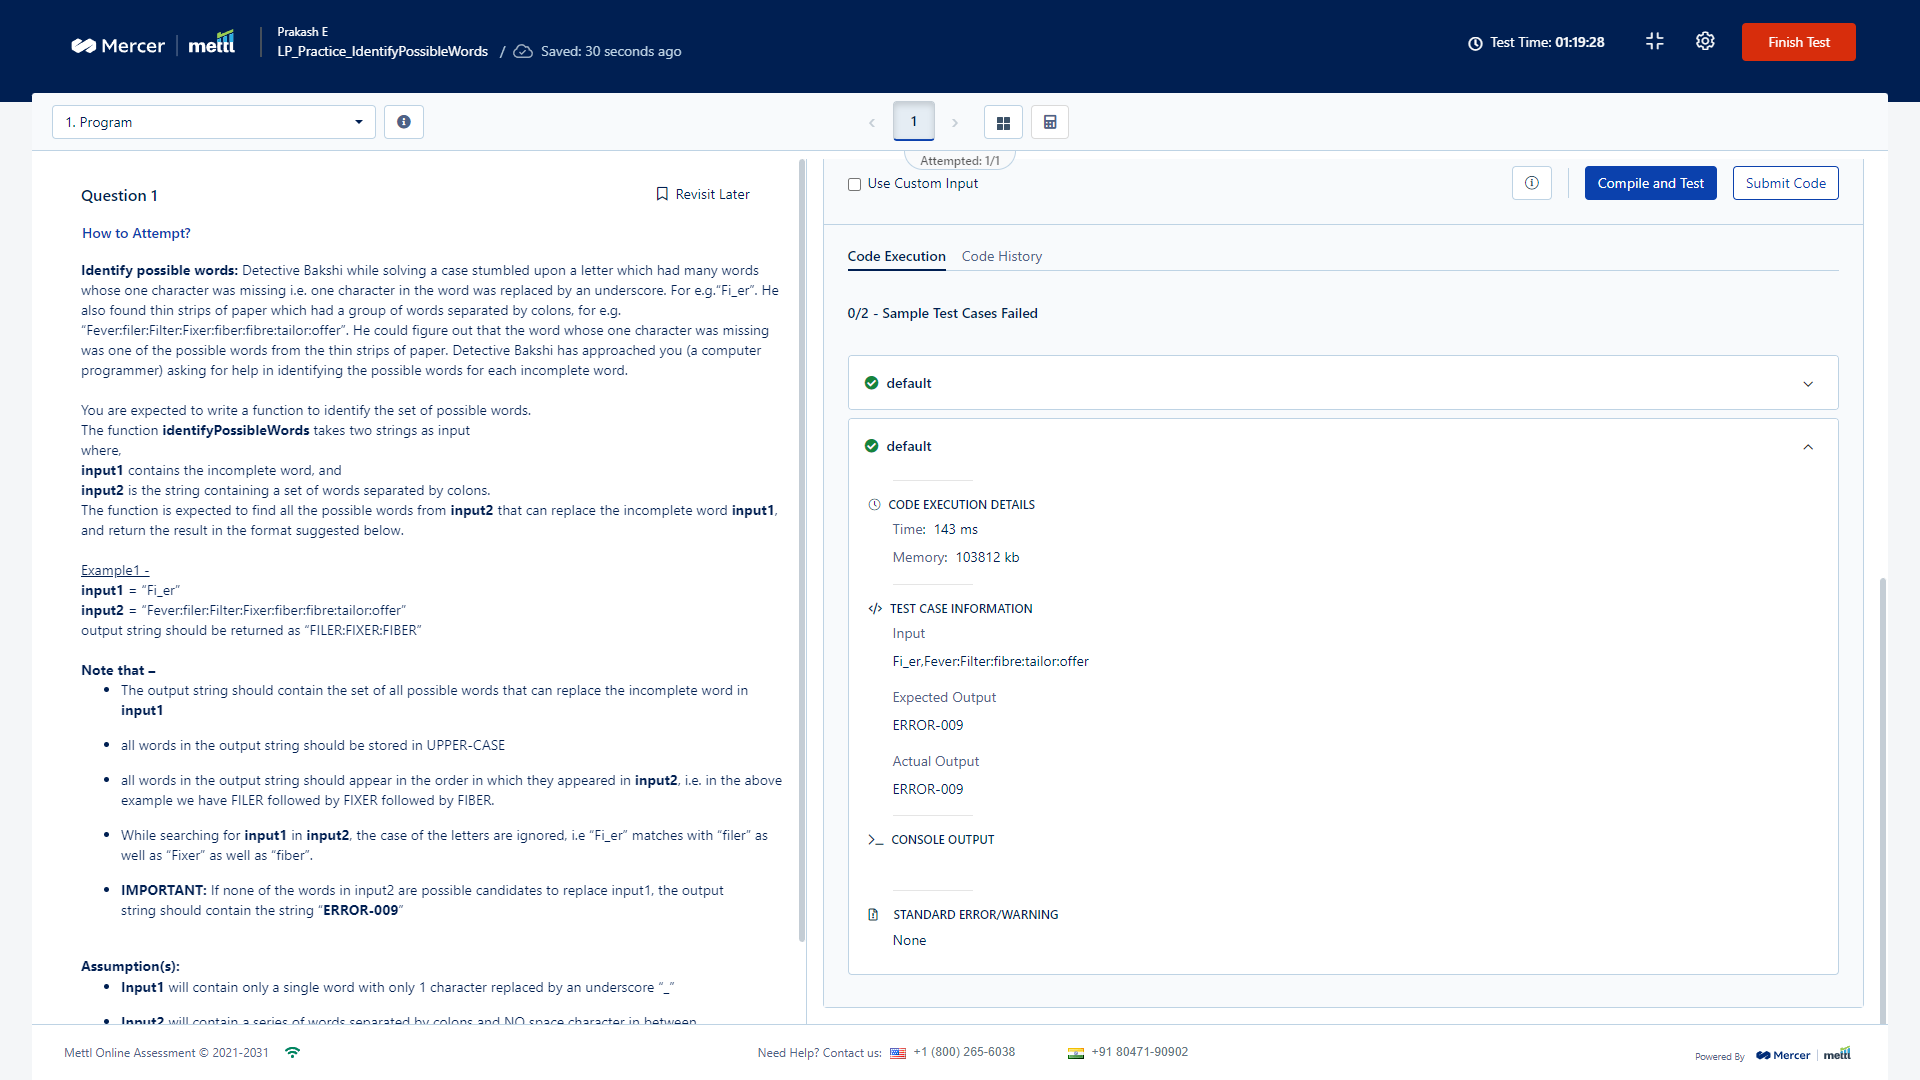 Mercer mettl
Prakash E
LP_Practice_IdentifyPossibleWords / Saved: 30 seconds ago
Test Time: 01:19:28
Finish Test
1. Program
1
Attempted: 1/1
Question 1
Revisit Later
How to Attempt?
Identify possible words: Detective Bakshi while solving a case stumbled upon a letter which had many words
whose one character was missing i.e. one character in the word was replaced by an underscore. For e.g.“Fi_er”. He
also found thin strips of paper which had a group of words separated by colons, for e.g.
“Fever:filer:Filter:Fixer:fiber:fibre:tailor:offer”. He could figure out that the word whose one character was missing
was one of the possible words from the thin strips of paper. Detective Bakshi has approached you (a computer
programmer) asking for help in identifying the possible words for each incomplete word.
You are expected to write a function to identify the set of possible words.
The function identifyPossibleWords takes two strings as input
where,
input1 contains the incomplete word, and
input2 is the string containing a set of words separated by colons.
The function is expected to find all the possible words from input2 that can replace the incomplete word input1,
and return the result in the format suggested below.
Example1 -
input1 = “Fi_er”
input2 = “Fever:filer:Filter:Fixer:fiber:fibre:tailor:offer”
output string should be returned as “FILER:FIXER:FIBER”
Note that –
• The output string should contain the set of all possible words that can replace the incomplete word in
input1
• all words in the output string should be stored in UPPER-CASE
• all words in the output string should appear in the order in which they appeared in input2, i.e. in the above
example we have FILER followed by FIXER followed by FIBER.
• While searching for input1 in input2, the case of the letters are ignored, i.e “Fi_er” matches with “filer” as
well as “Fixer” as well as “fiber”.
• IMPORTANT: If none of the words in input2 are possible candidates to replace input1, the output
string should contain the string “ERROR-009”
Assumption(s):
• Input1 will contain only a single word with only 1 character replaced by an underscore “_”
• Input2 will contain a series of words separated by colons and NO space character in between
Use Custom Input
Compile and Test
Submit Code
Code Execution
Code History
0/2 - Sample Test Cases Failed
default
default
CODE EXECUTION DETAILS
Time: 143 ms
Memory: 103812 kb
TEST CASE INFORMATION
Input
Fi_er,Fever:Filter:fibre:tailor:offer
Expected Output
ERROR-009
Actual Output
ERROR-009
CONSOLE OUTPUT
STANDARD ERROR/WARNING
None
Mettl Online Assessment © 2021-2031
Need Help? Contact us: +1 (800) 265-6038 +91 80471-90902
Powered By Mercer mettl